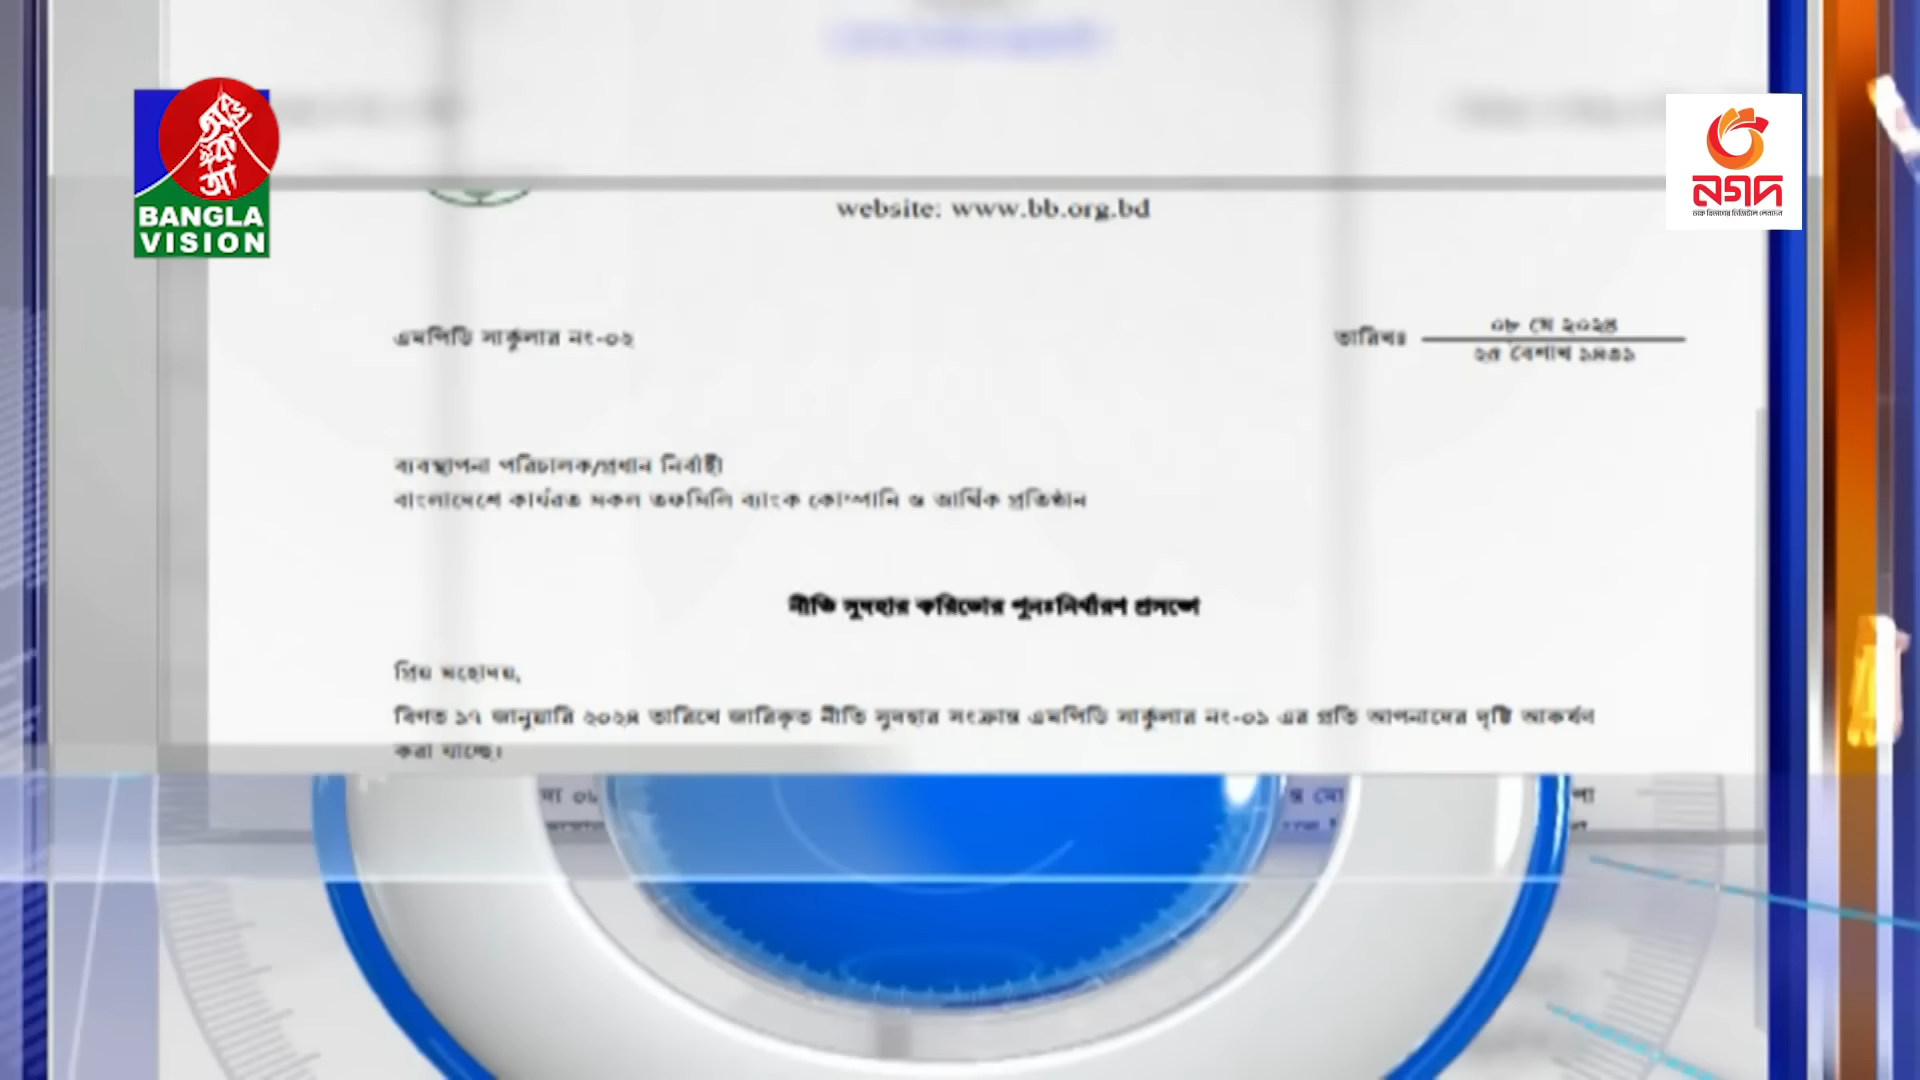 BANGLA
VISION
নগদ
ডাক বিভাগের ডিজিটাল লেনদেন
website: www.bb.org.bd
এমপিডি সার্কুলার নং-০২
তারিখঃ
০৮ মে ২০২৪
২৫ বৈশাখ ১৪৩১
ব্যবস্থাপনা পরিচালক/প্রধান নির্বাহী
বাংলাদেশে কার্যরত সকল তফসিলি ব্যাংক কোম্পানি ও আর্থিক প্রতিষ্ঠান
নীতি সুদহার করিডোর পুনঃনির্ধারণ প্রসঙ্গে
প্রিয় মহোদয়,
বিগত ১৭ জানুয়ারি ২০২৪ তারিখে জারিকৃত নীতি সুদহার সংক্রান্ত এমপিডি সার্কুলার নং-০১ এর প্রতি আপনাদের দৃষ্টি আকর্ষণ
করা যাচ্ছে।